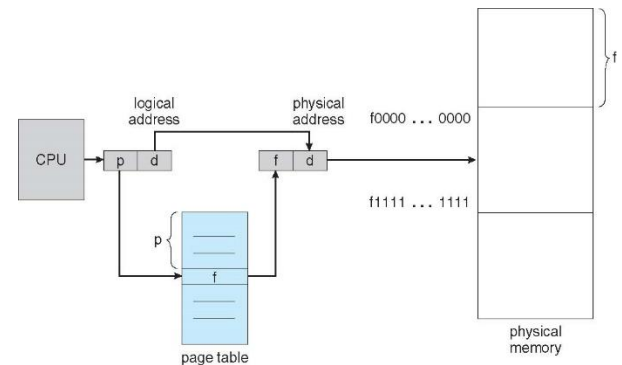 logical
address
physical
address
f0000 ... 0000
f
CPU
p
d
f
d
f1111 ... 1111
p
f
page table
physical
memory